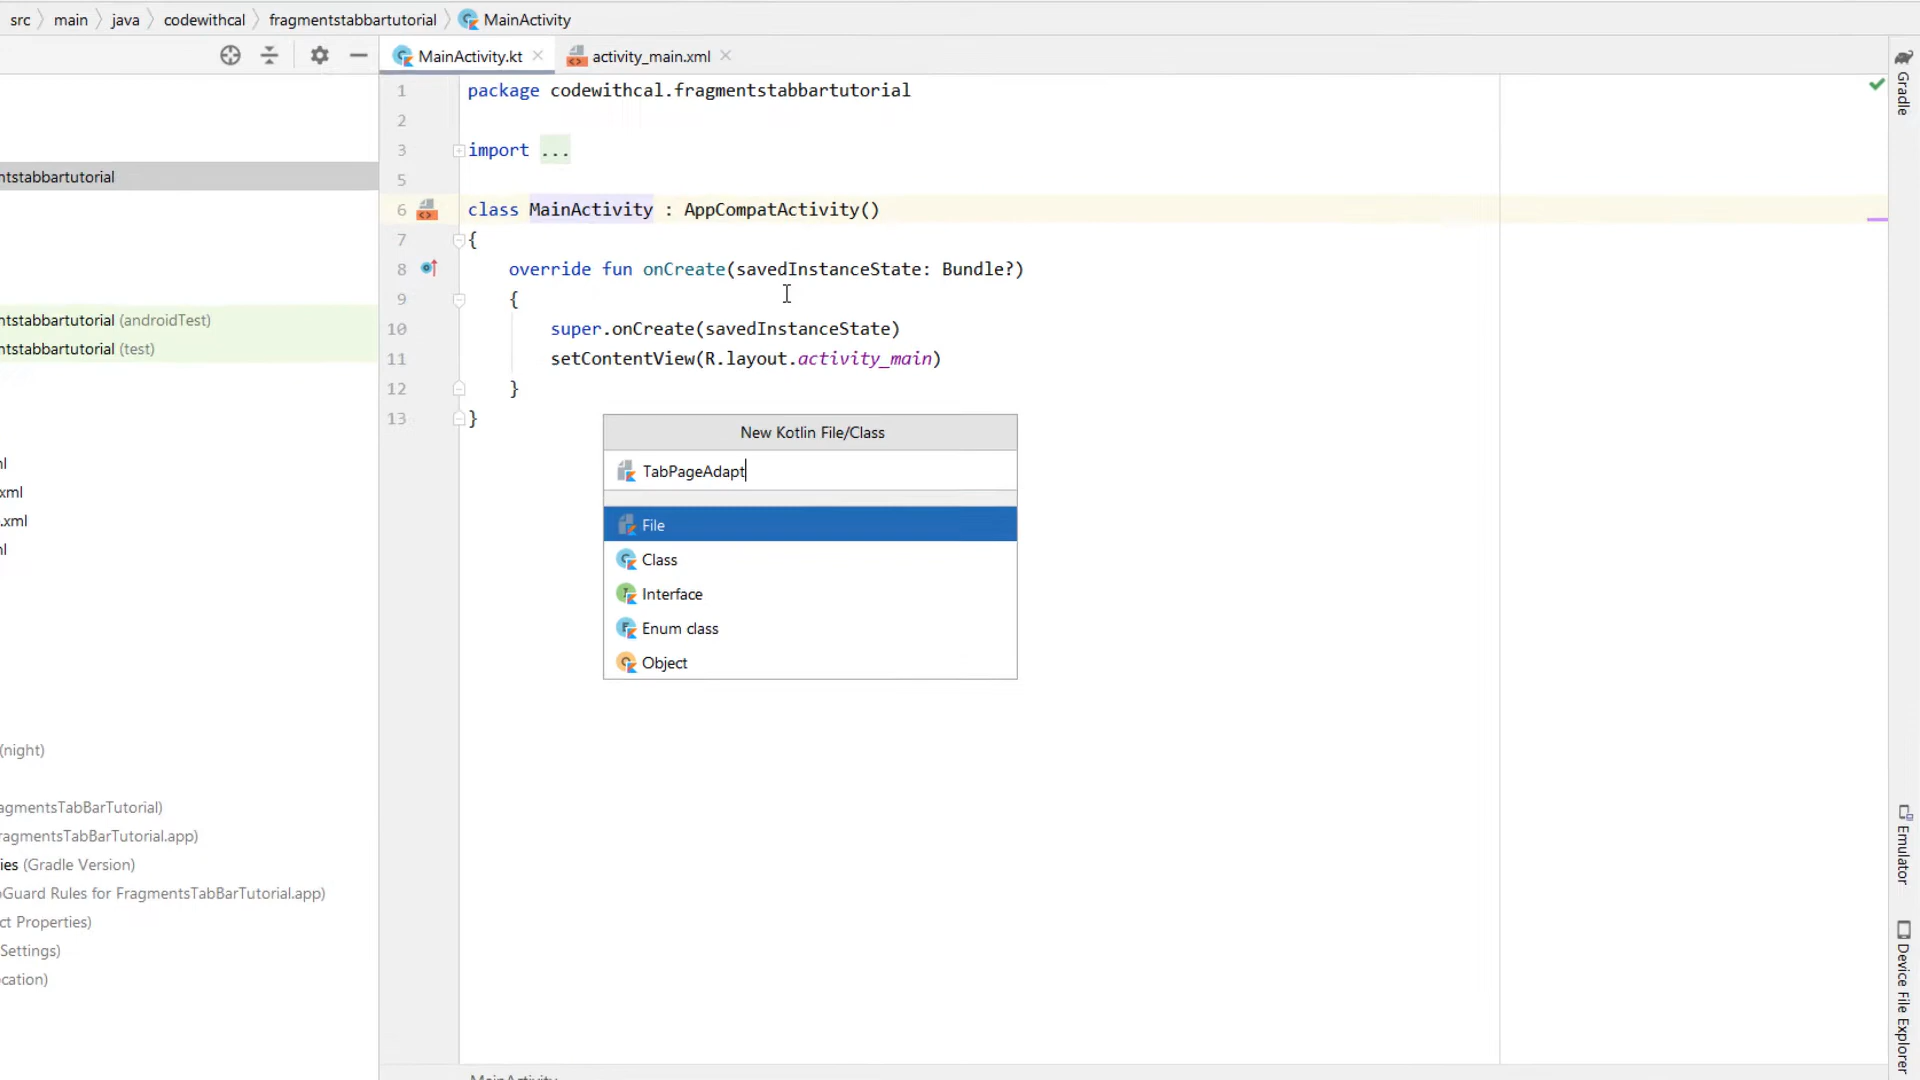 src main java codewithcal fragmentstabbartutorial MainActivity
MainActivity.kt activity_main.xml
ntstabbartutorial
ntstabbartutorial (androidTest)
ntstabbartutorial (test)
ml
xml
.xml
ml
(night)
agmentsTabBarTutorial)
ragmentsTabBarTutorial.app)
ies (Gradle Version)
oGuard Rules for FragmentsTabBarTutorial.app)
ct Properties)
Settings)
cation)
1 package codewithcal.fragmentstabbartutorial
2
3 import ...
5
6 class MainActivity : AppCompatActivity()
7 {
8 override fun onCreate(savedInstanceState: Bundle?)
9 {
10 super.onCreate(savedInstanceState)
11 setContentView(R.layout.activity_main)
12 }
13 }
New Kotlin File/Class
TabPageAdapt
File
Class
Interface
Enum class
Object
MainActivity
Gradle
Emulator
Device File Explorer